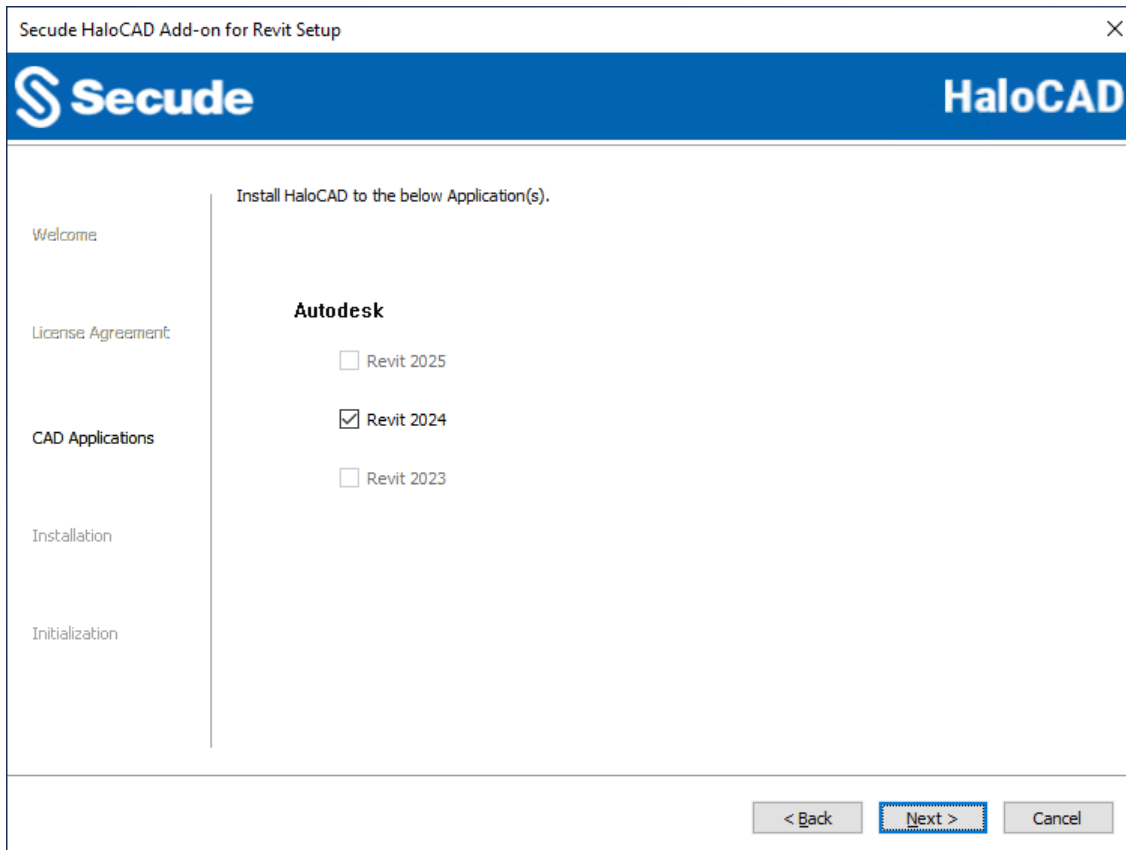 Secude HaloCAD Add-on for Revit Setup
Secude
HaloCAD
Install HaloCAD to the below Application(s).
Welcome
License Agreement
CAD Applications
Installation
Initialization
Autodesk
Revit 2025
Revit 2024
Revit 2023
< Back
Next >
Cancel